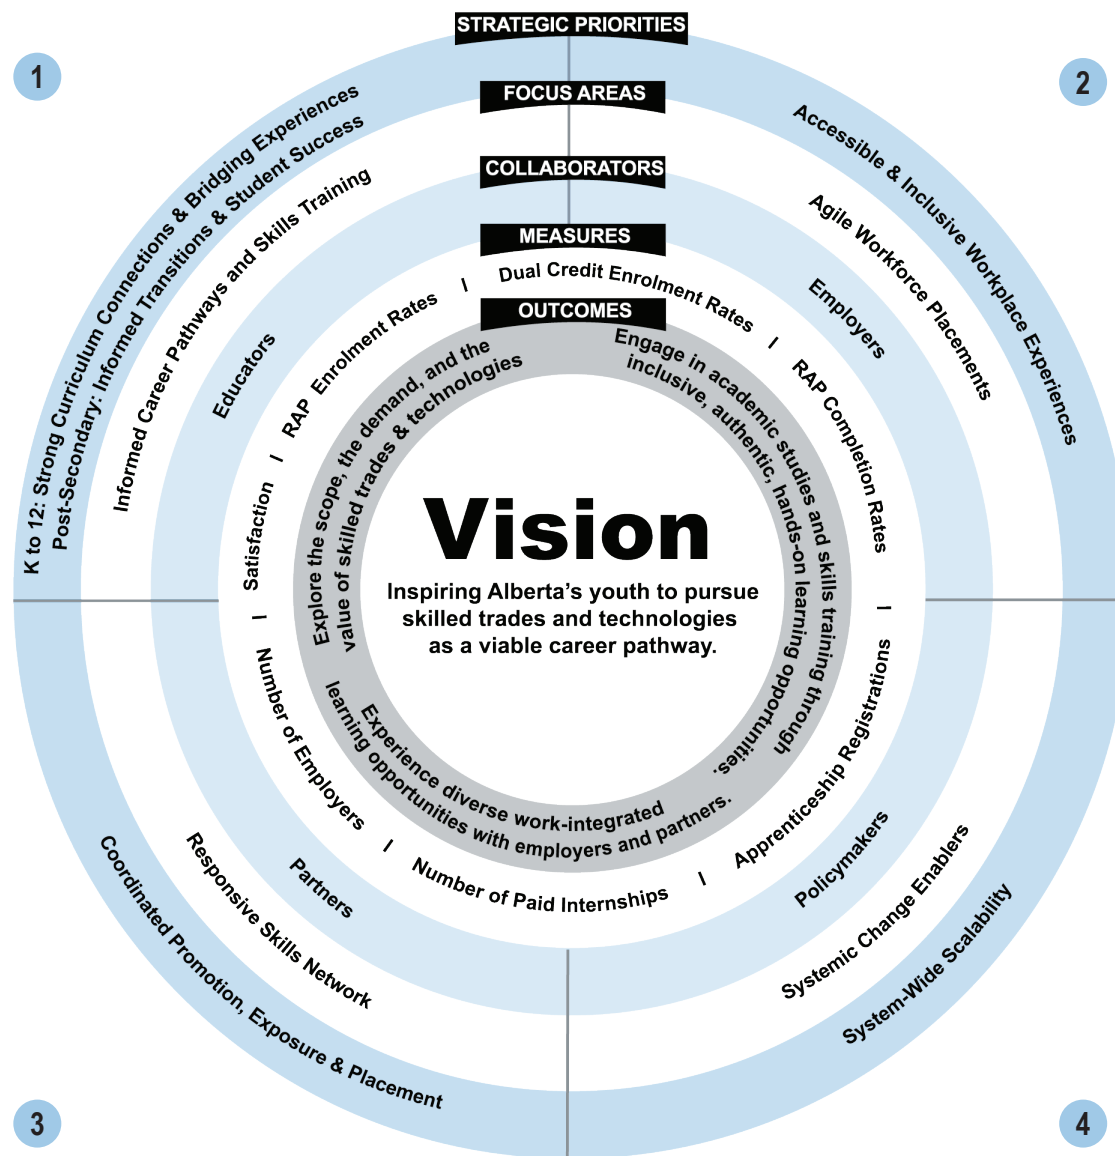 STRATEGIC PRIORITIES
1
2
FOCUS AREAS
COLLABORATORS
MEASURES
OUTCOMES
K to 12: Strong Curriculum Connections & Bridging Experiences
Post-Secondary: Informed Transitions & Student Success
Informed Career Pathways and Skills Training
Educators
Accessible & Inclusive Workplace Experiences
Agile Workforce Placements
Employers
Satisfaction I RAP Enrolment Rates I Dual Credit Enrolment Rates I RAP Completion Rates I Apprenticeship Registrations I Number of Paid Internships I Number of Employers I
Explore the scope, the demand, and the
value of skilled trades & technologies
Engage in academic studies and skills training through
inclusive, authentic, hands-on learning opportunities.
Experience diverse work-integrated
learning opportunities with employers and partners.
Vision
Inspiring Alberta's youth to pursue
skilled trades and technologies
as a viable career pathway.
Partners
Responsive Skills Network
Coordinated Promotion, Exposure & Placement
Policymakers
Systemic Change Enablers
System-Wide Scalability
3
4